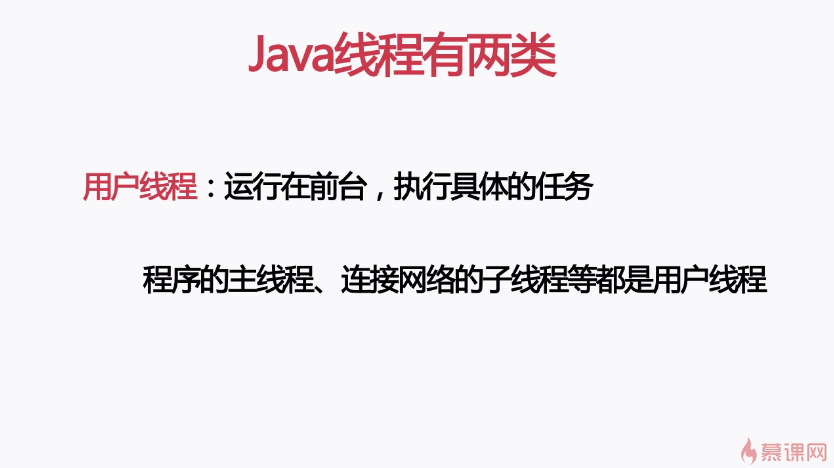 Java线程有两类
用户线程：运行在前台，执行具体的任务
程序的主线程、连接网络的子线程等都是用户线程
慕课网